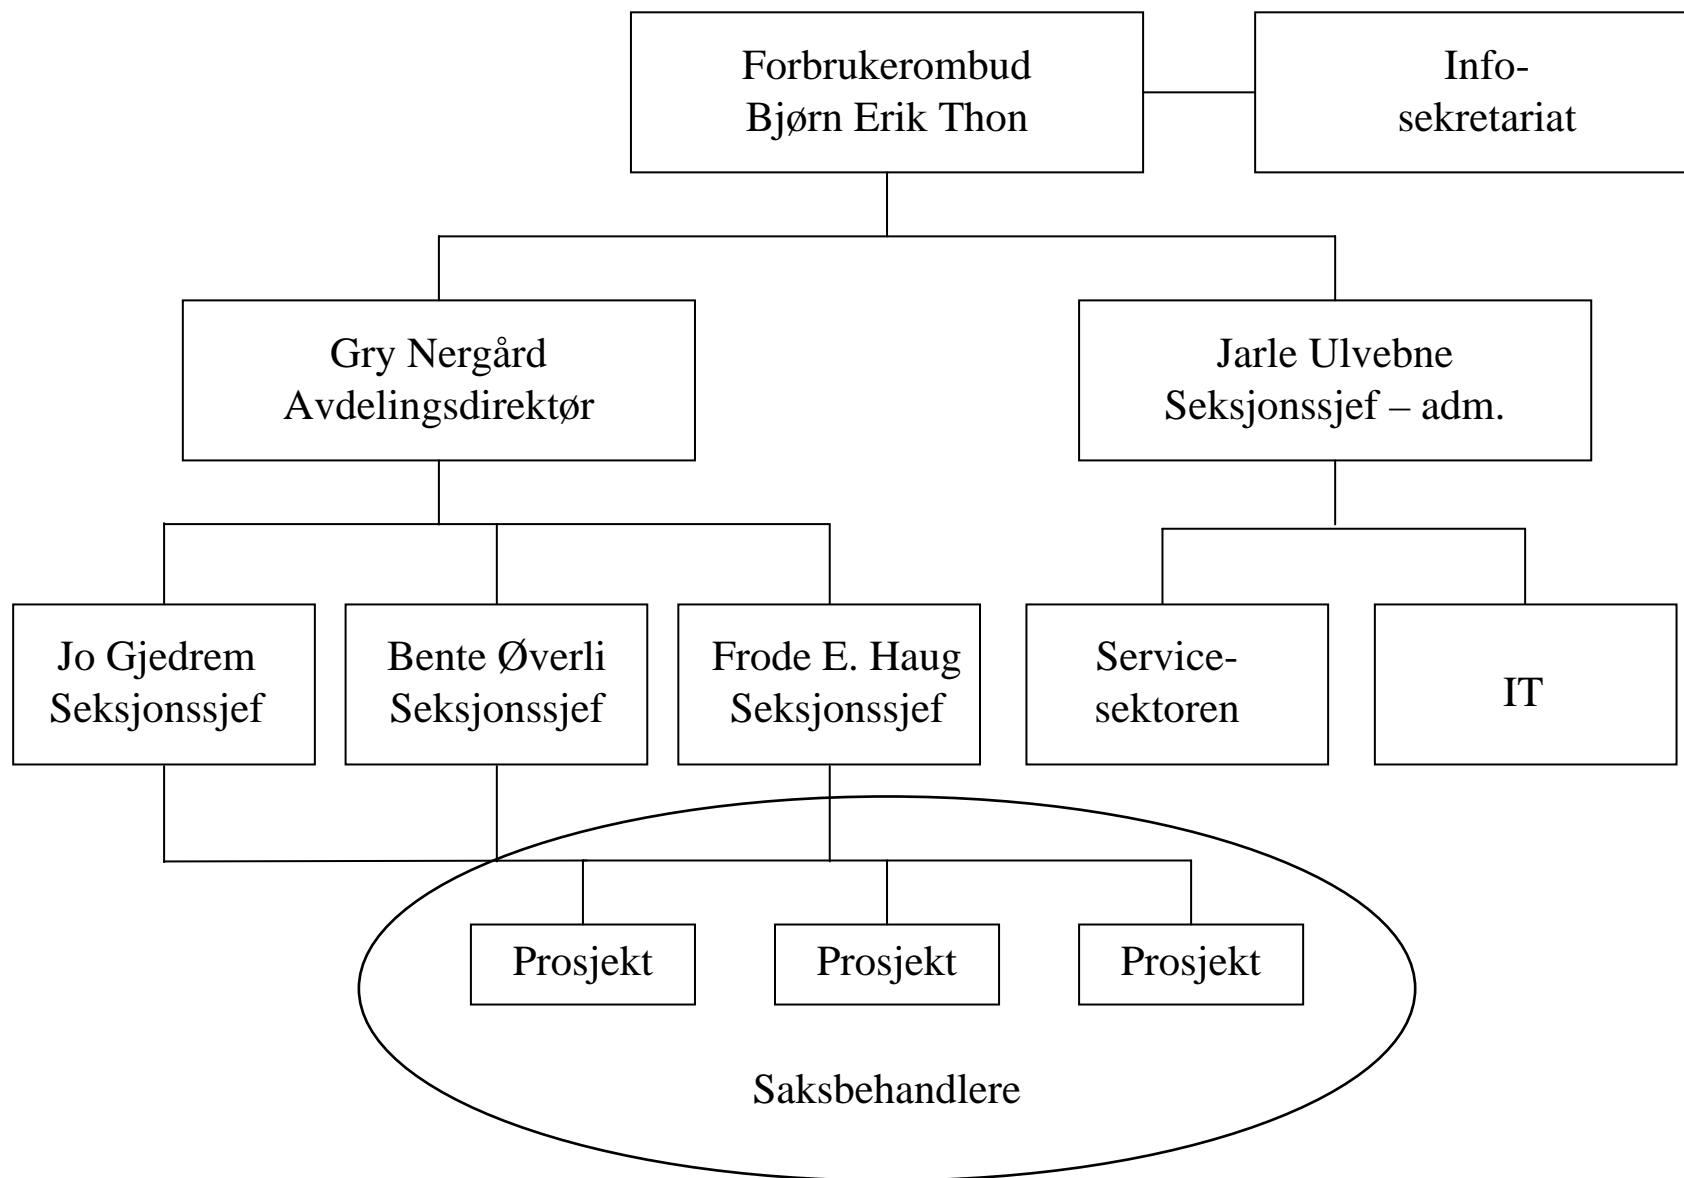 Forbrukerombud
Bjørn Erik Thon
Info-
sekretariat
Gry Nergård
Avdelingsdirektør
Jarle Ulvebne
Seksjonssjef – adm.
Jo Gjedrem
Seksjonssjef
Bente Øverli
Seksjonssjef
Frode E. Haug
Seksjonssjef
Service-
sektoren
IT
Prosjekt
Prosjekt
Prosjekt
Saksbehandlere